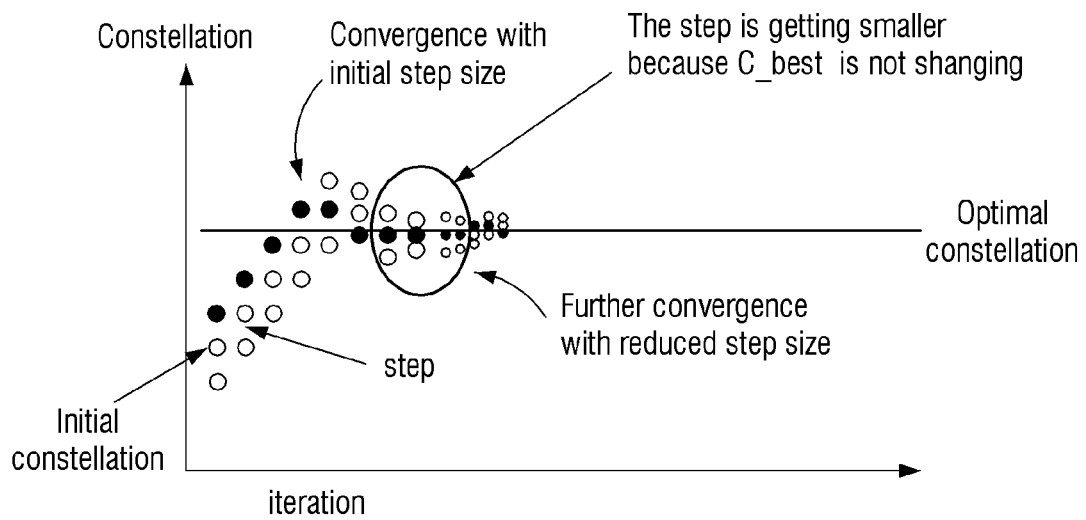 Constellation
Convergence with
initial step size
The step is getting smaller
because C_best is not shanging
Optimal
constellation
Further convergence
with reduced step size
step
Initial
constellation
iteration